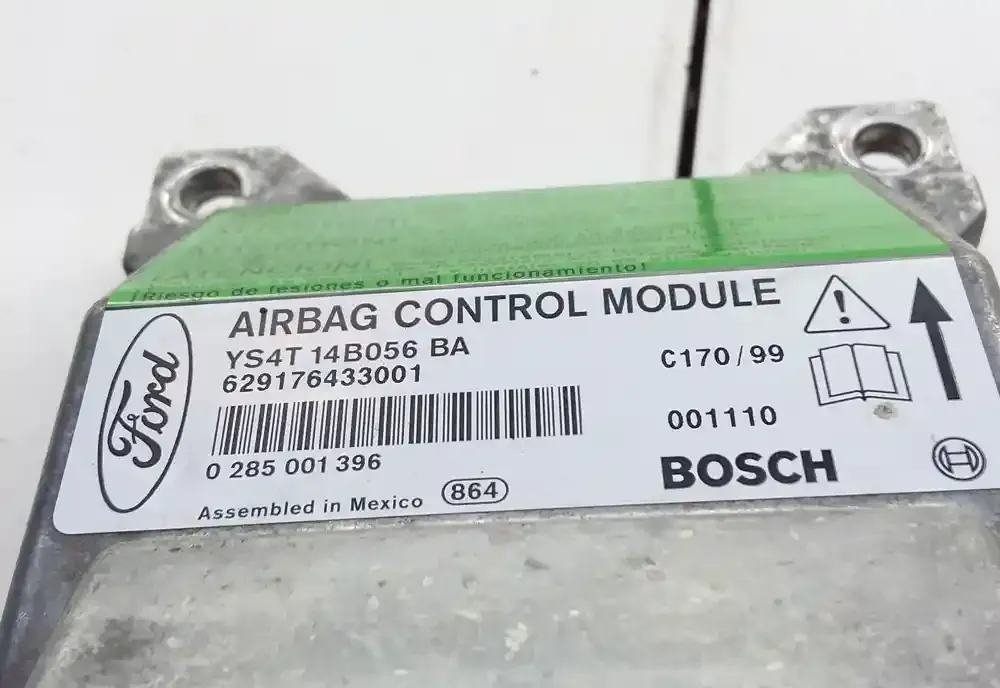 (Riesgo de lesiones o mal funcionamiento)
AIRBAG CONTROL MODULE
YS4T 14B056 BA
629176433001
C170/99
001110
Ford
0 285 001 396
BOSCH
Assembled in Mexico 864